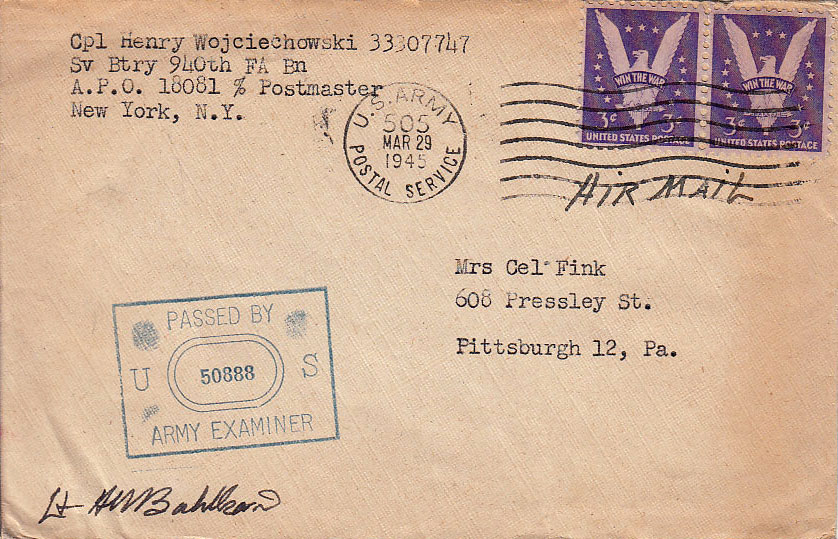 Cpl Henry Wojciechowski 33307747
Sv Btry 940th FA Bn
A.P.O. 18081 % Postmaster
New York, N.Y.
U.S. ARMY
505
MAR 29
1945
POSTAL SERVICE
WIN THE WAR
3¢ 3¢
UNITED STATES POSTAGE
WIN THE WAR
3¢ 3¢
UNITED STATES POSTAGE
AIR MAIL
Mrs Cel Fink
608 Pressley St.
Pittsburgh 12, Pa.
PASSED BY
U 50888 S
ARMY EXAMINER
Lt